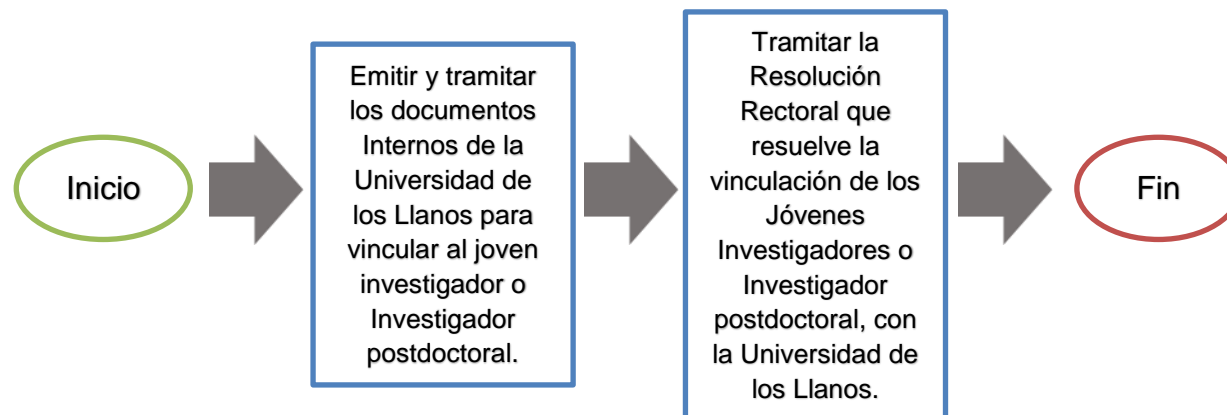 Inicio
Emitir y tramitar
los documentos
Internos de la
Universidad de
los Llanos para
vincular al joven
investigador o
Investigador
postdoctoral.
Tramitar la
Resolución
Rectoral que
resuelve la
vinculación de los
Jóvenes
Investigadores o
Investigador
postdoctoral, con
la Universidad de
los Llanos.
Fin